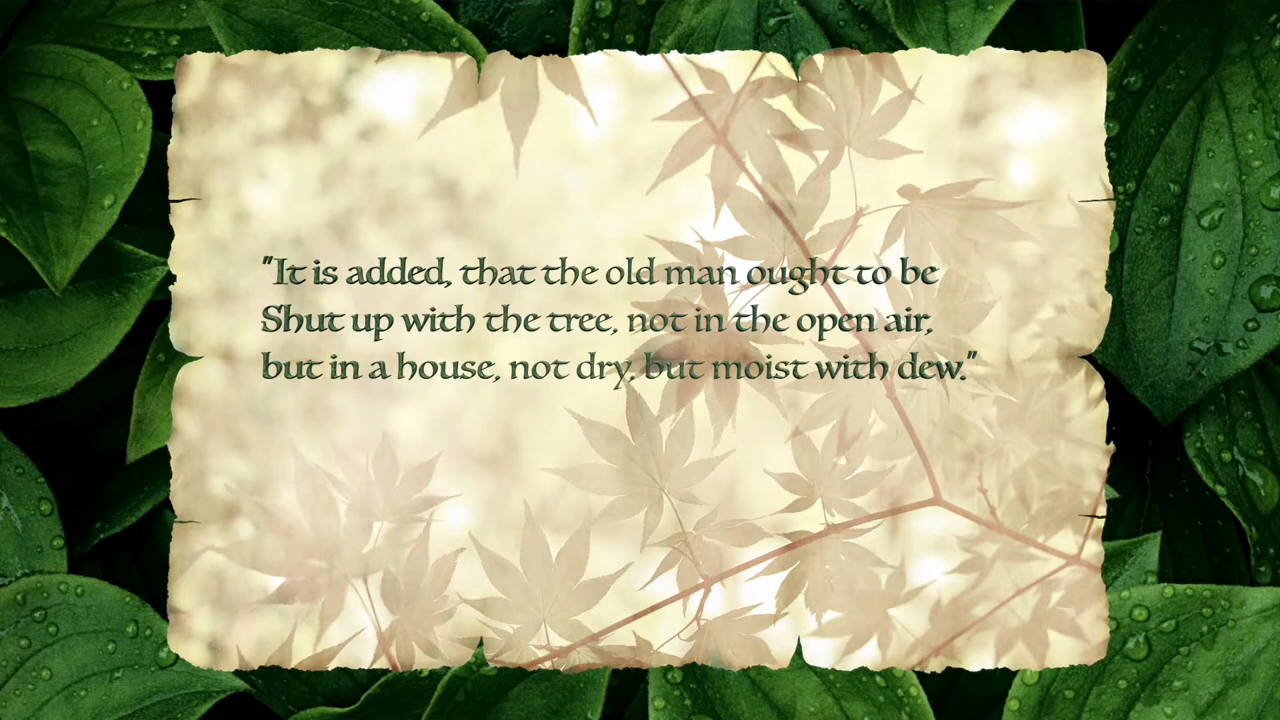 "It is added, that the old man ought to be
Shut up with the tree, not in the open air,
but in a house, not dry, but moist with dew."